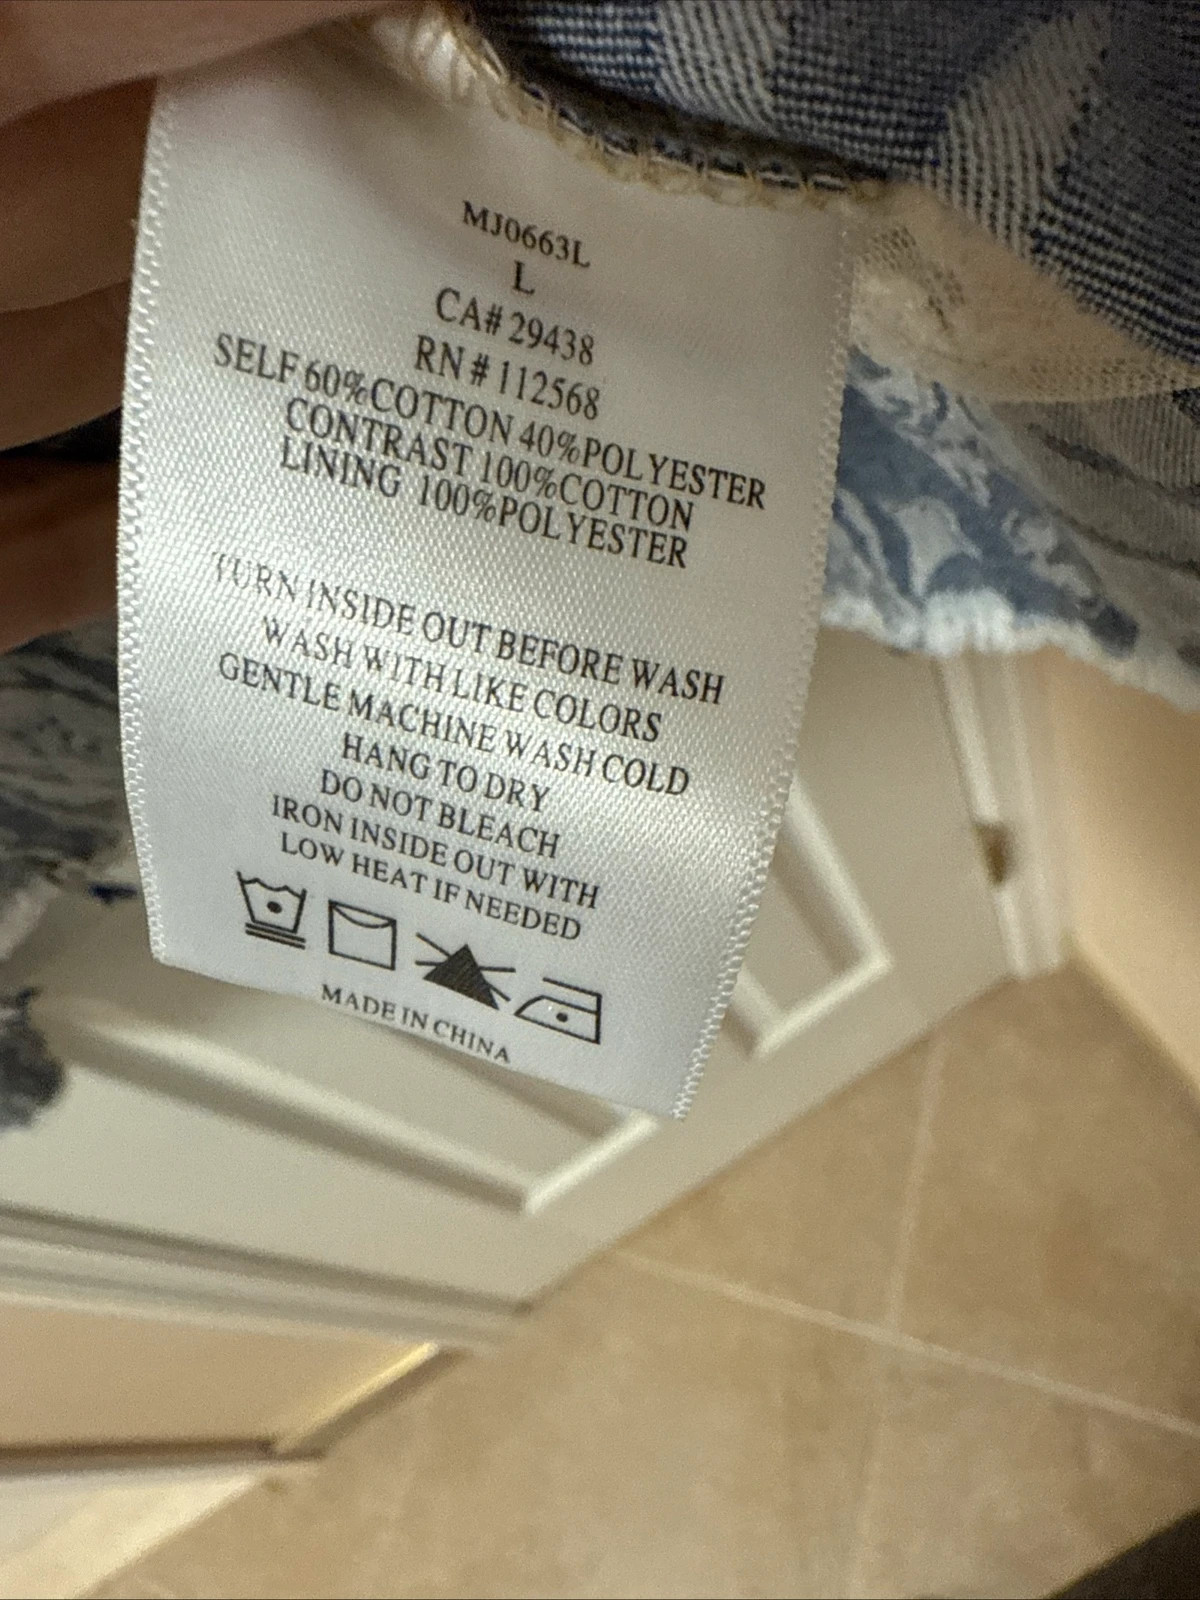 MJ0663L
L
CA# 29438
RN # 112568
SELF 60%COTTON 40%POLYESTER
CONTRAST 100%COTTON
LINING 100%POLYESTER
TURN INSIDE OUT BEFORE WASH
WASH WITH LIKE COLORS
GENTLE MACHINE WASH COLD
HANG TO DRY
DO NOT BLEACH
IRON INSIDE OUT WITH
LOW HEAT IF NEEDED
MADE IN CHINA